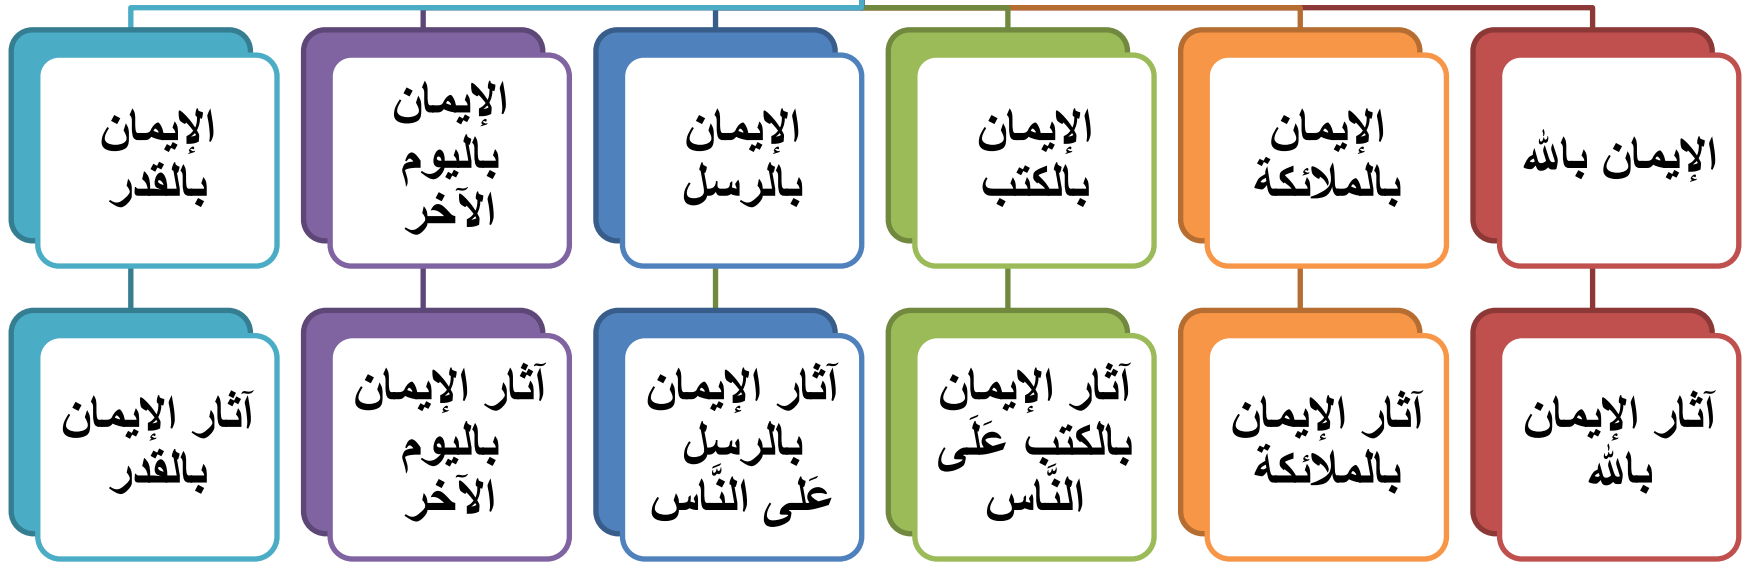 الإيمان بالله
الإيمان
بالملائكة
الإيمان
بالكتب
الإيمان
بالرسل
الإيمان
باليوم
الآخر
الإيمان
بالقدر
آثار الإيمان
بالله
آثار الإيمان
بالملائكة
آثار الإيمان
بالكتب عَلَى
النَّاس
آثار الإيمان
بالرسل
عَلى النَّاس
آثار الإيمان
باليوم
الآخر
آثار الإيمان
بالقدر